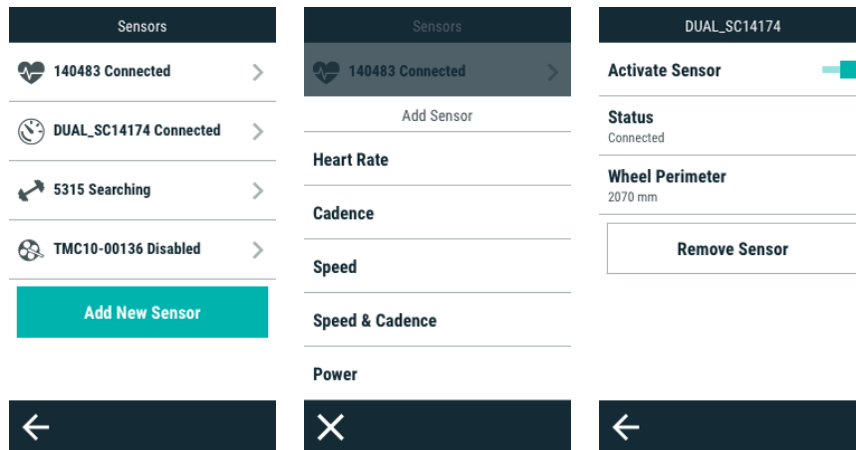 Sensors
140483 Connected
DUAL_SC14174 Connected
5315 Searching
TMC10-00136 Disabled
Add New Sensor
Sensors
140483 Connected
Add Sensor
Heart Rate
Cadence
Speed
Speed & Cadence
Power
DUAL_SC14174
Activate Sensor
Status
Connected
Wheel Perimeter
2070 mm
Remove Sensor